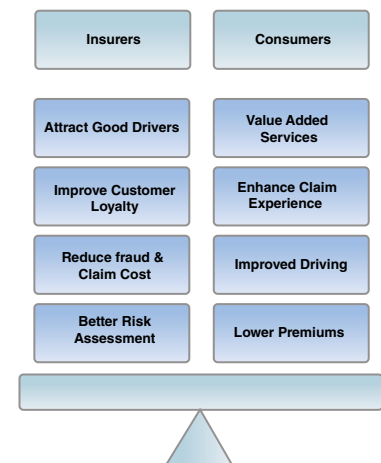 Insurers
Consumers
Attract Good Drivers
Value Added
Services
Improve Customer
Loyalty
Enhance Claim
Experience
Reduce fraud &
Claim Cost
Improved Driving
Better Risk
Assessment
Lower Premiums